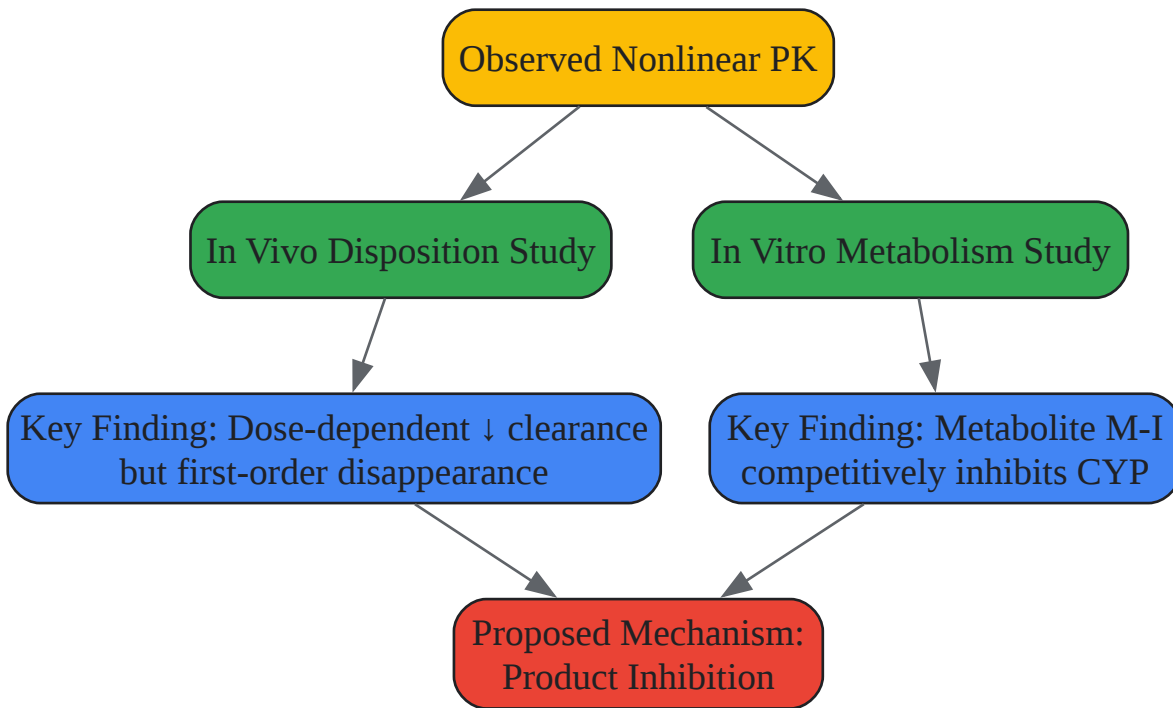 Observed Nonlinear PK
In Vivo Disposition Study
In Vitro Metabolism Study
Key Finding: Dose-dependent ↓ clearance
but first-order disappearance
Key Finding: Metabolite M-I
competitively inhibits CYP
Proposed Mechanism:
Product Inhibition